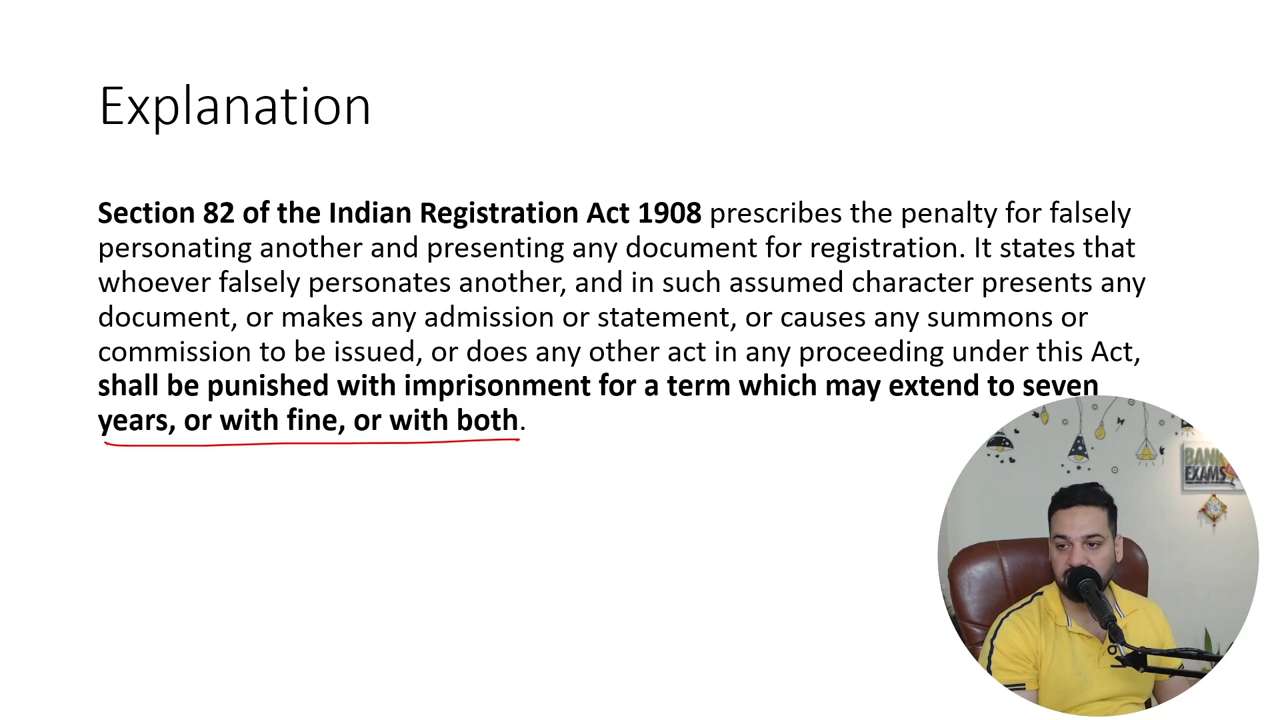 Explanation
Section 82 of the Indian Registration Act 1908 prescribes the penalty for falsely
personating another and presenting any document for registration. It states that
whoever falsely personates another, and in such assumed character presents any
document, or makes any admission or statement, or causes any summons or
commission to be issued, or does any other act in any proceeding under this Act,
shall be punished with imprisonment for a term which may extend to seven
years, or with fine, or with both.
BANK
EXAMS